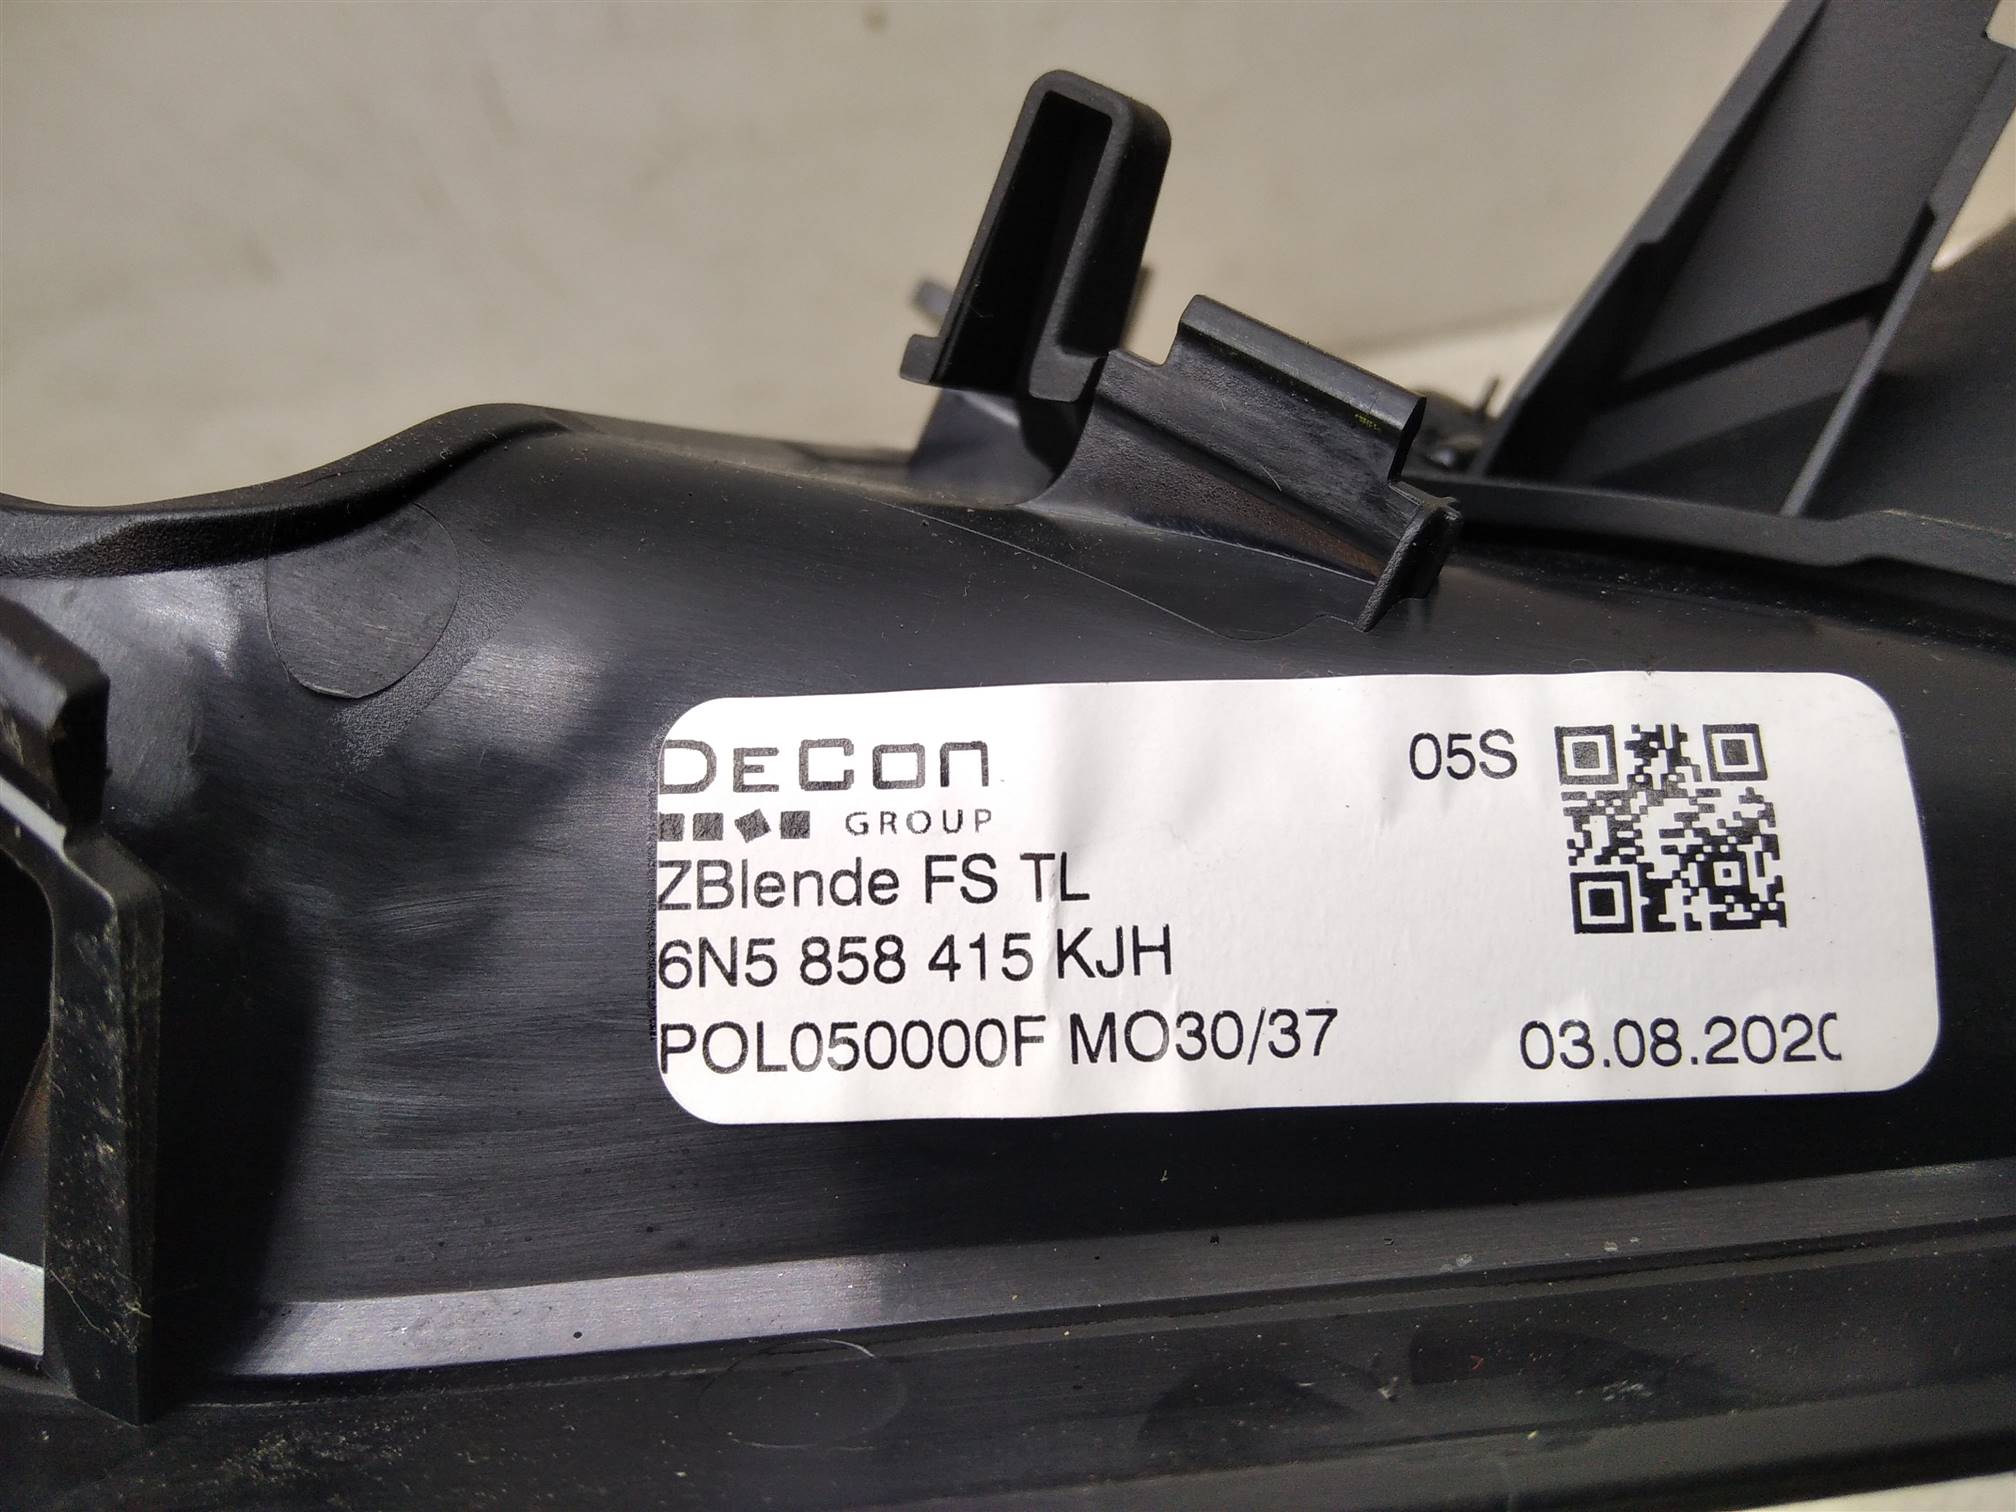 DECON
GROUP
05S
ZBlende FS TL
6N5 858 415 KJH
POL050000F MO30/37
03.08.2020